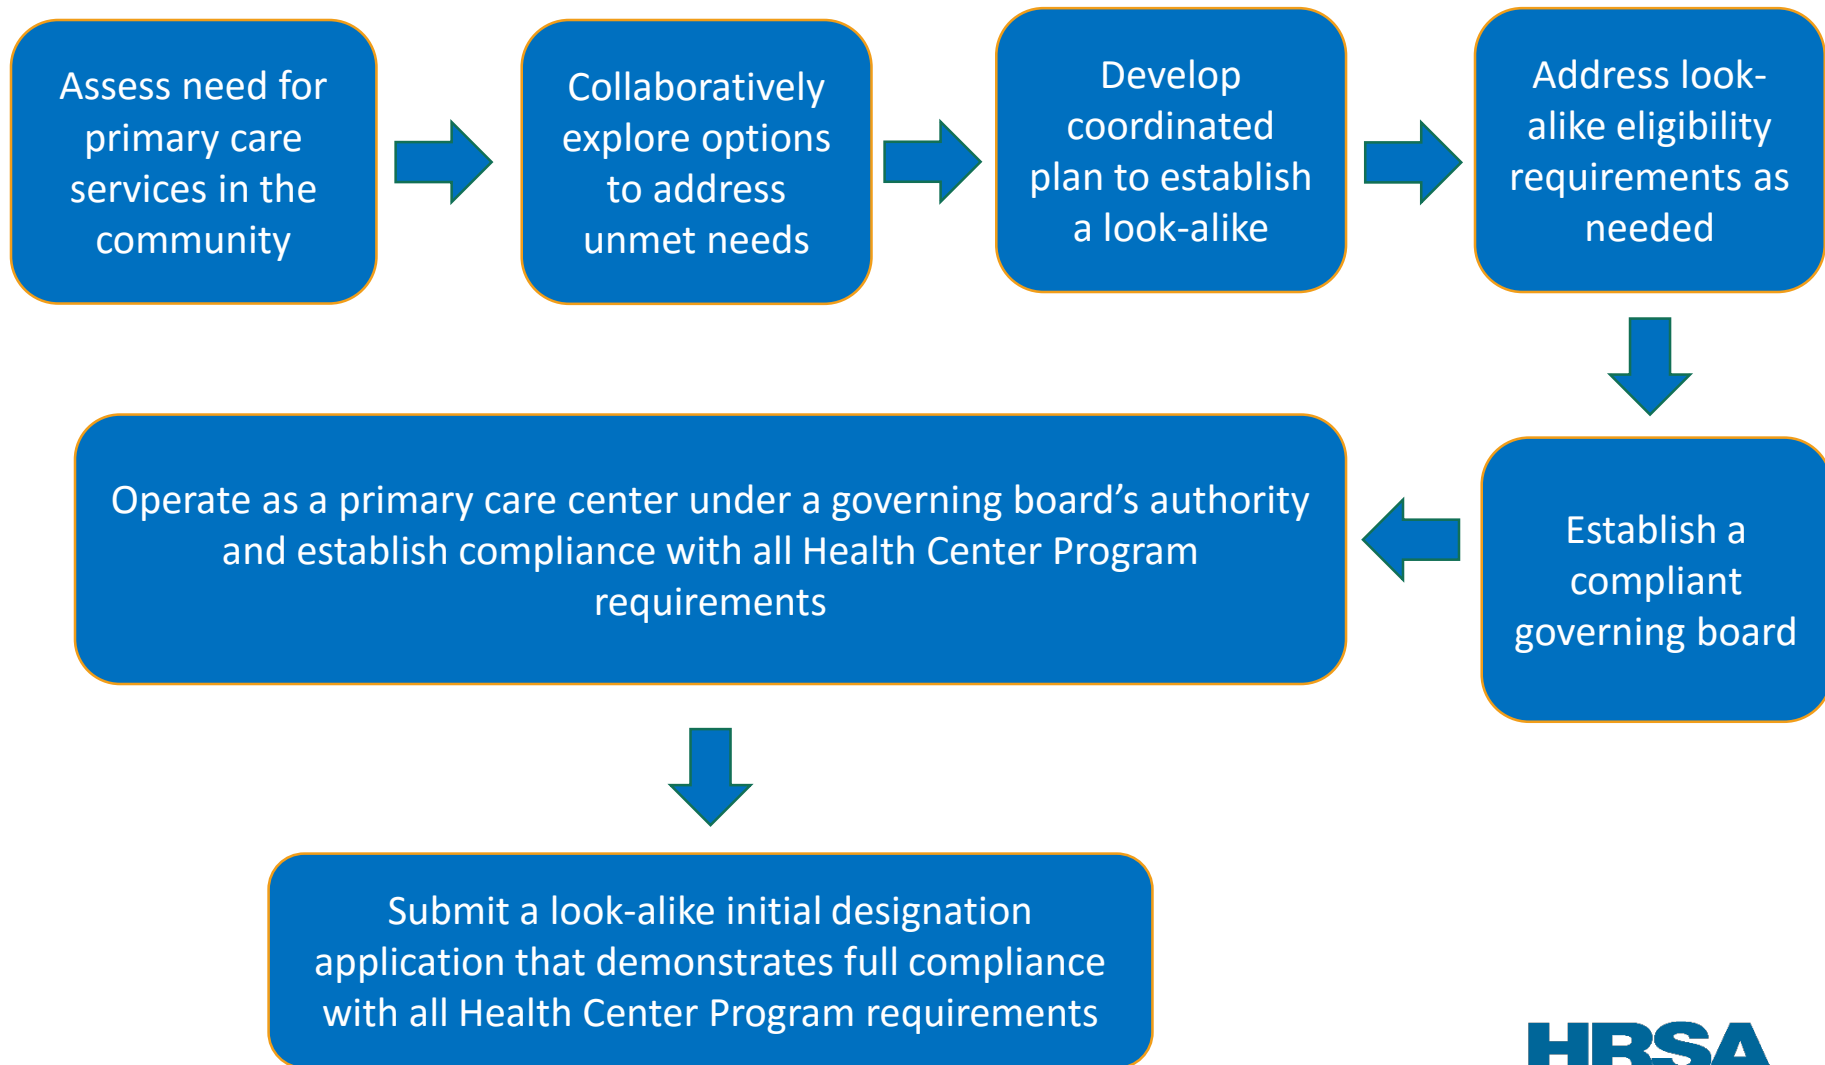 Assess need for
primary care
services in the
community
Collaboratively
explore options
to address
unmet needs
Develop
coordinated
plan to establish
a look-alike
Address look-
alike eligibility
requirements as
needed
Establish a
compliant
governing board
Operate as a primary care center under a governing board’s authority
and establish compliance with all Health Center Program
requirements
Submit a look-alike initial designation
application that demonstrates full compliance
with all Health Center Program requirements
HRSA